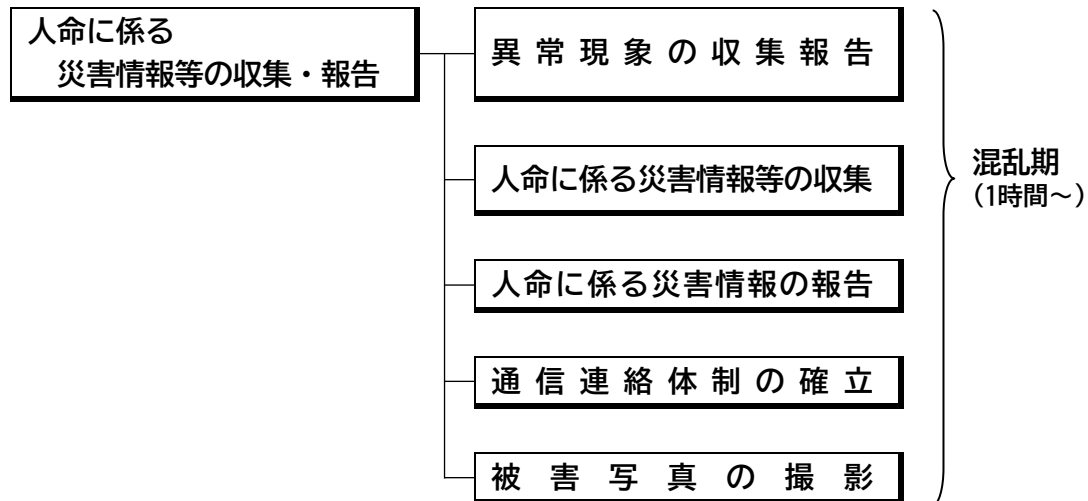 人命に係る
災害情報等の収集・報告
異常現象の収集報告
人命に係る災害情報等の収集
人命に係る災害情報の報告
通信連絡体制の確立
被害写真の撮影
混乱期
（1時間～）